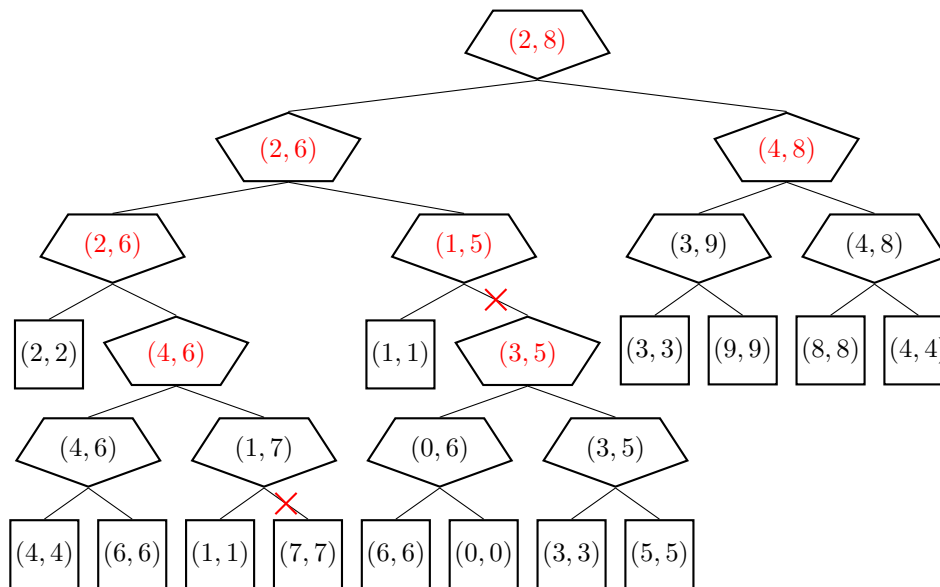 (2, 8)
(2, 6) (4, 8)
(2, 6) (1, 5) (3, 9) (4, 8)
(2, 2) (4, 6) (1, 1) (3, 5) (3, 3) (9, 9) (8, 8) (4, 4)
(4, 6) (1, 7) (0, 6) (3, 5)
(4, 4) (6, 6) (1, 1) (7, 7) (6, 6) (0, 0) (3, 3) (5, 5)